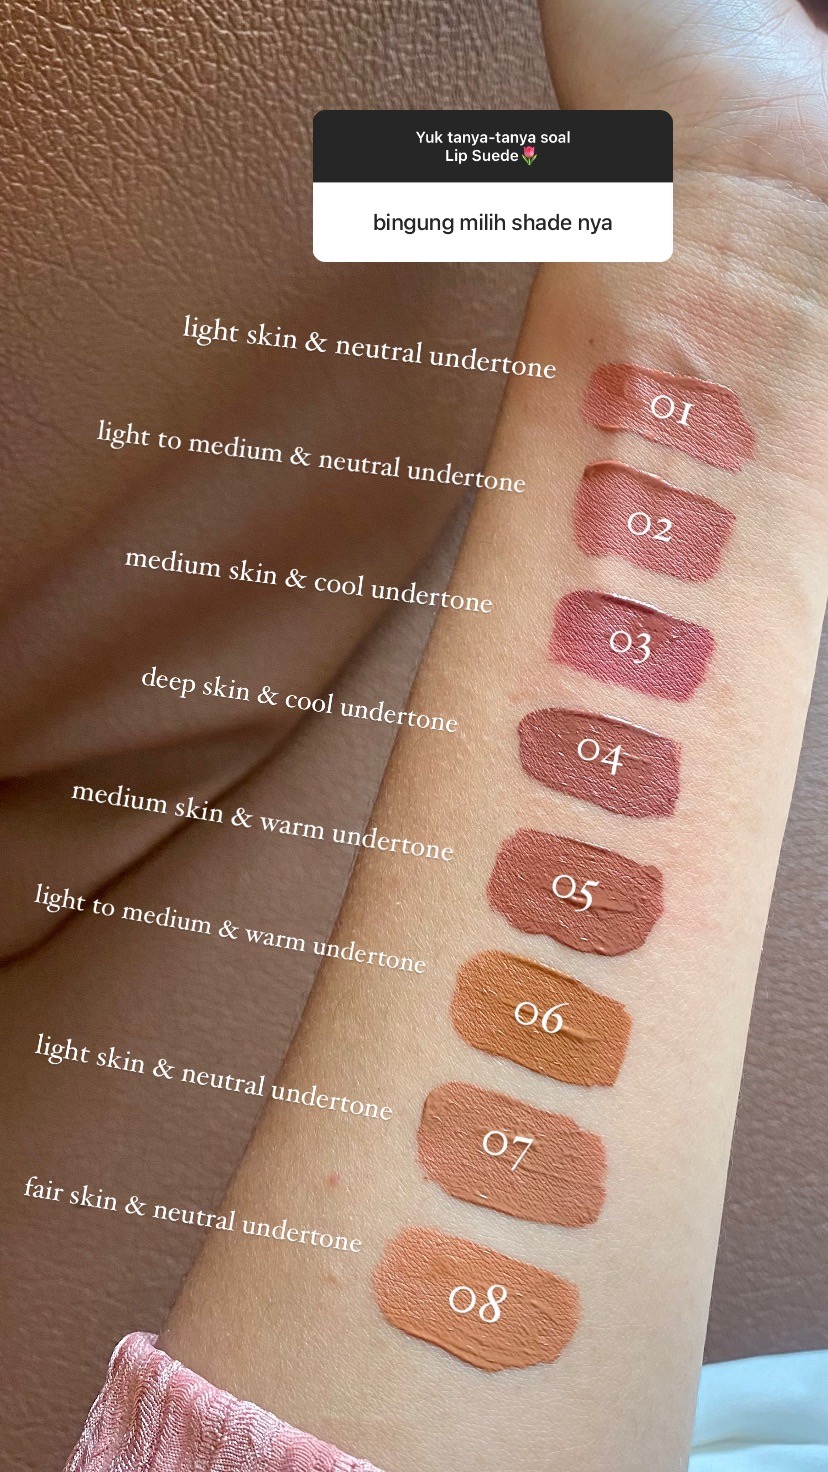 Yuk tanya-tanya soal
Lip Suede🌷
bingung milih shade nya
light skin & neutral undertone
01
light to medium & neutral undertone
02
medium skin & cool undertone
03
deep skin & cool undertone
04
medium skin & warm undertone
05
light to medium & warm undertone
06
light skin & neutral undertone
07
fair skin & neutral undertone
08